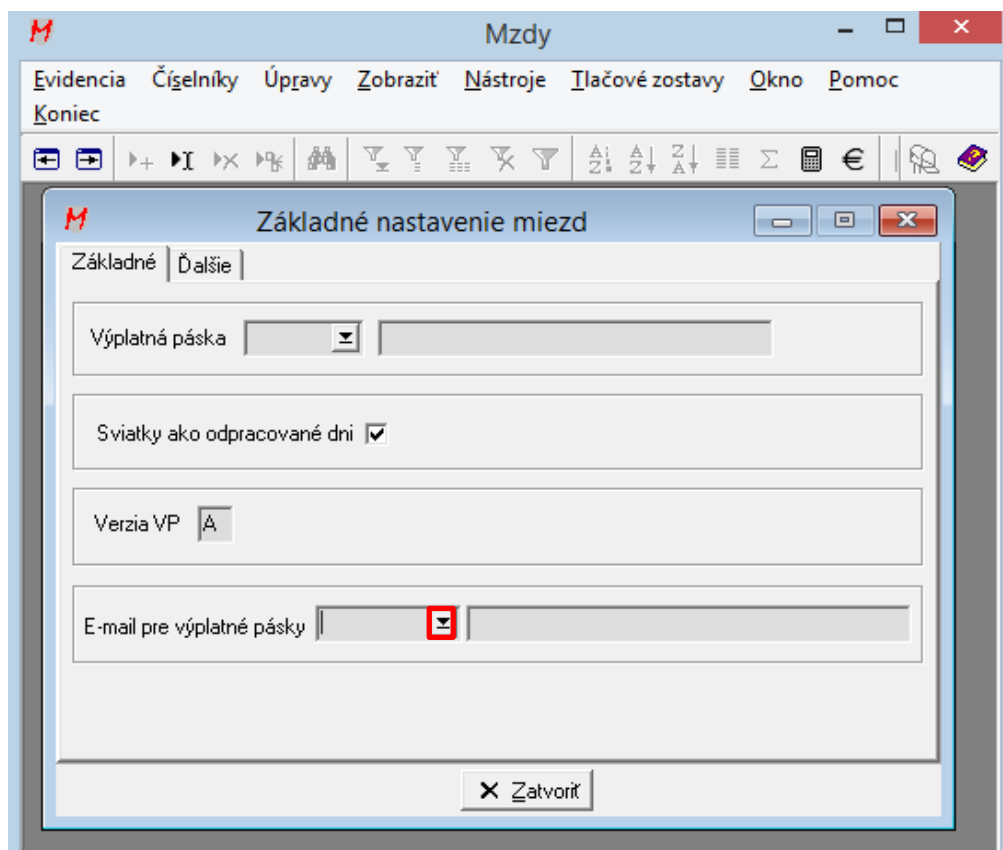 Mzdy
Evidencia Číselníky Úpravy Zobraziť Nástroje Tlačové zostavy Okno Pomoc
Koniec
Základné nastavenie miezd
Základné Ďalšie
Výplatná páska
Sviatky ako odpracované dni
Verzia VP A
E-mail pre výplatné pásky
Zatvoriť